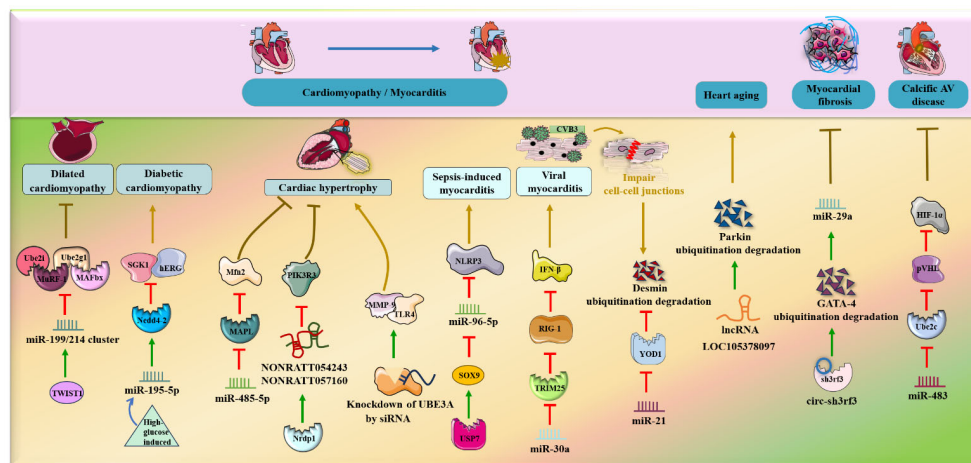 Cardiomyopathy / Myocarditis
Heart aging
Myocardial
fibrosis
Calcific AV
disease
Dilated
cardiomyopathy
Diabetic
cardiomyopathy
Cardiac hypertrophy
Sepsis-induced
myocarditis
Viral
myocarditis
CVB3
Impair
cell-cell junctions
Ube2i
Ube2g1
MuRF-1
MAFbx
miR-199/214 cluster
TWIST1
SGK1
hERG
Nedd4-2
miR-195-5p
High-
glucose
induced
Mfn2
MAPL
miR-485-5p
PIK3R3
NONRATT054243
NONRATT057160
Nrdp1
MMP-9
TLR4
Knockdown of UBE3A
by siRNA
NLRP3
miR-96-5p
SOX9
USP7
IFN-β
RIG-1
TRIM25
miR-30a
Desmin
ubiquitination degradation
YOD1
miR-21
Parkin
ubiquitination degradation
lncRNA
LOC105378097
miR-29a
GATA-4
ubiquitination degradation
sh3rf3
circ-sh3rf3
HIF-1α
pVHL
Ube2c
miR-483